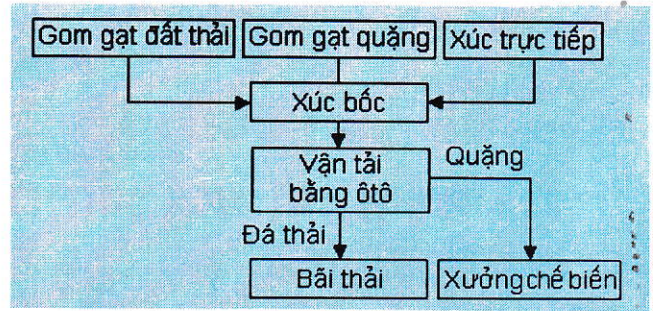 Gom gạt đất thải
Gom gạt quặng
Xúc trực tiếp
Xúc bốc
Vận tải
bằng ôtô
Quặng
Đá thải
Bãi thải
Xưởng chế biến